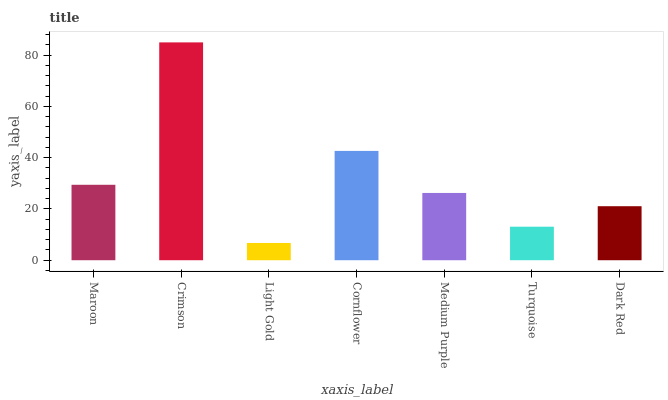 title
80
60
40
20
0
yaxis_label
Maroon
Crimson
Light Gold
Cornflower
Medium Purple
Turquoise
Dark Red
xaxis_label